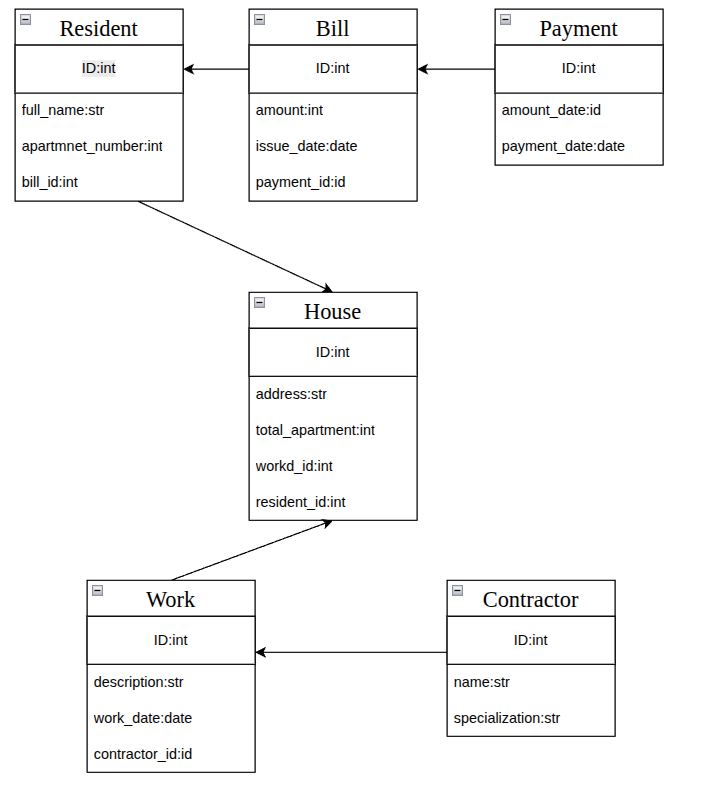 Resident
ID:int
full_name:str
apartmnet_number:int
bill_id:int
Bill
ID:int
amount:int
issue_date:date
payment_id:id
Payment
ID:int
amount_date:id
payment_date:date
House
ID:int
address:str
total_apartment:int
workd_id:int
resident_id:int
Work
ID:int
description:str
work_date:date
contractor_id:id
Contractor
ID:int
name:str
specialization:str